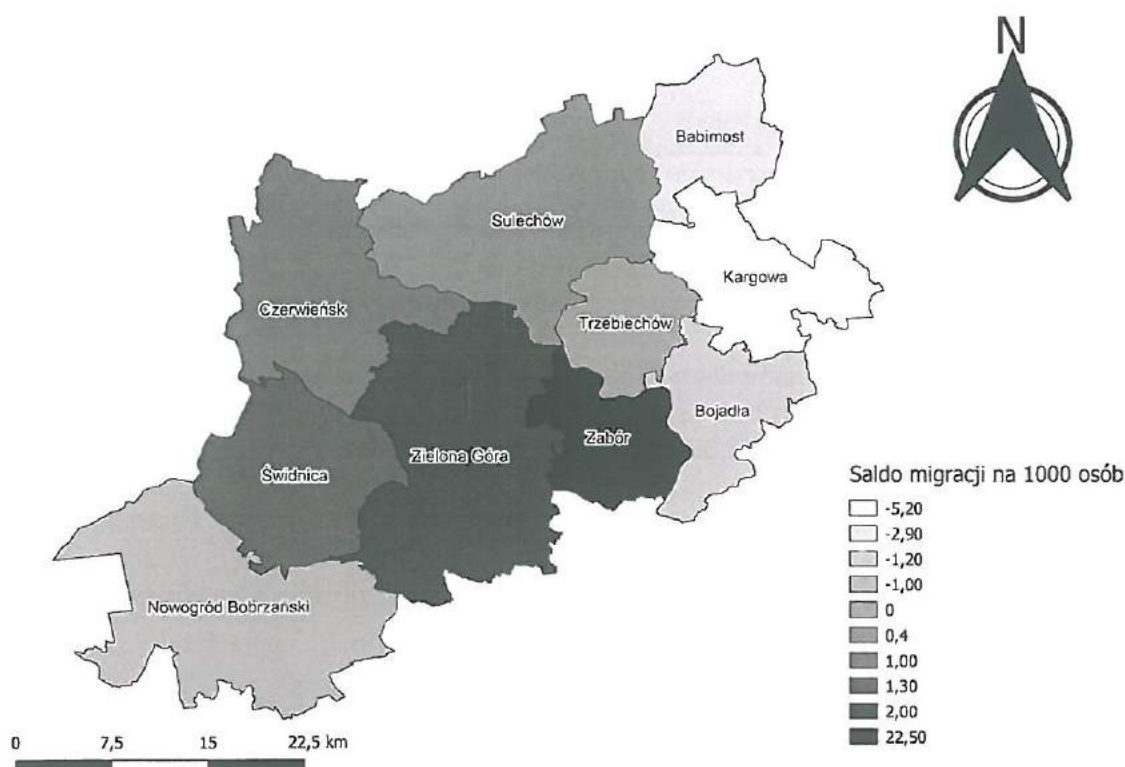 N
Babimost
Sulechów
Kargowa
Czerwieńsk
Trzebiechów
Bojadła
Zabór
Zielona Góra
Świdnica
Nowogród Bobrzański
Saldo migracji na 1000 osób
-5,20
-2,90
-1,20
-1,00
0
0,4
1,00
1,30
2,00
22,50
0 7,5 15 22,5 km